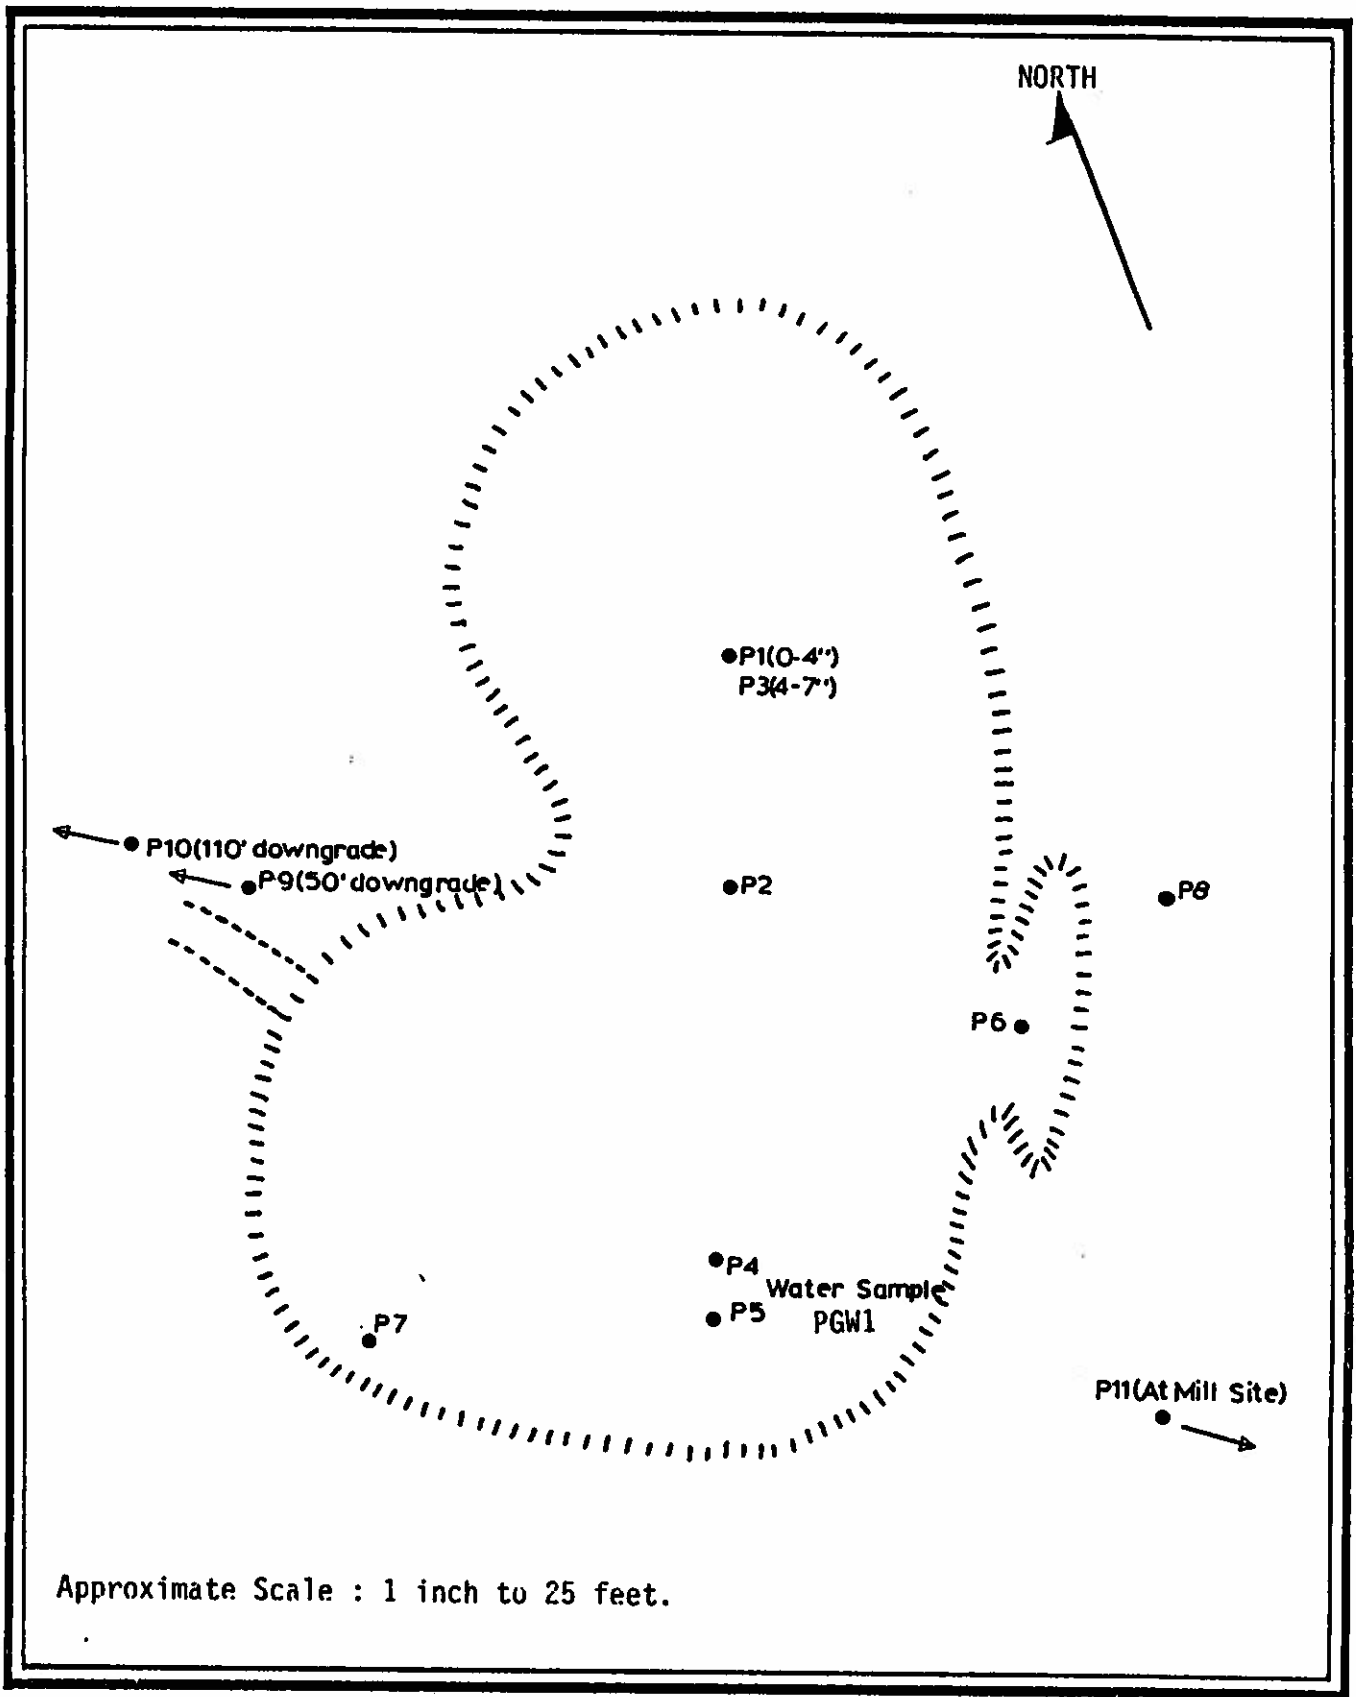 NORTH
P1(0-4")
P3(4-7")
P10(110' downgrade)
P9(50' downgrade)
P2
P8
P6
P4
Water Sample
P5
PGW1
P7
P11(At Mill Site)
Approximate Scale : 1 inch to 25 feet.